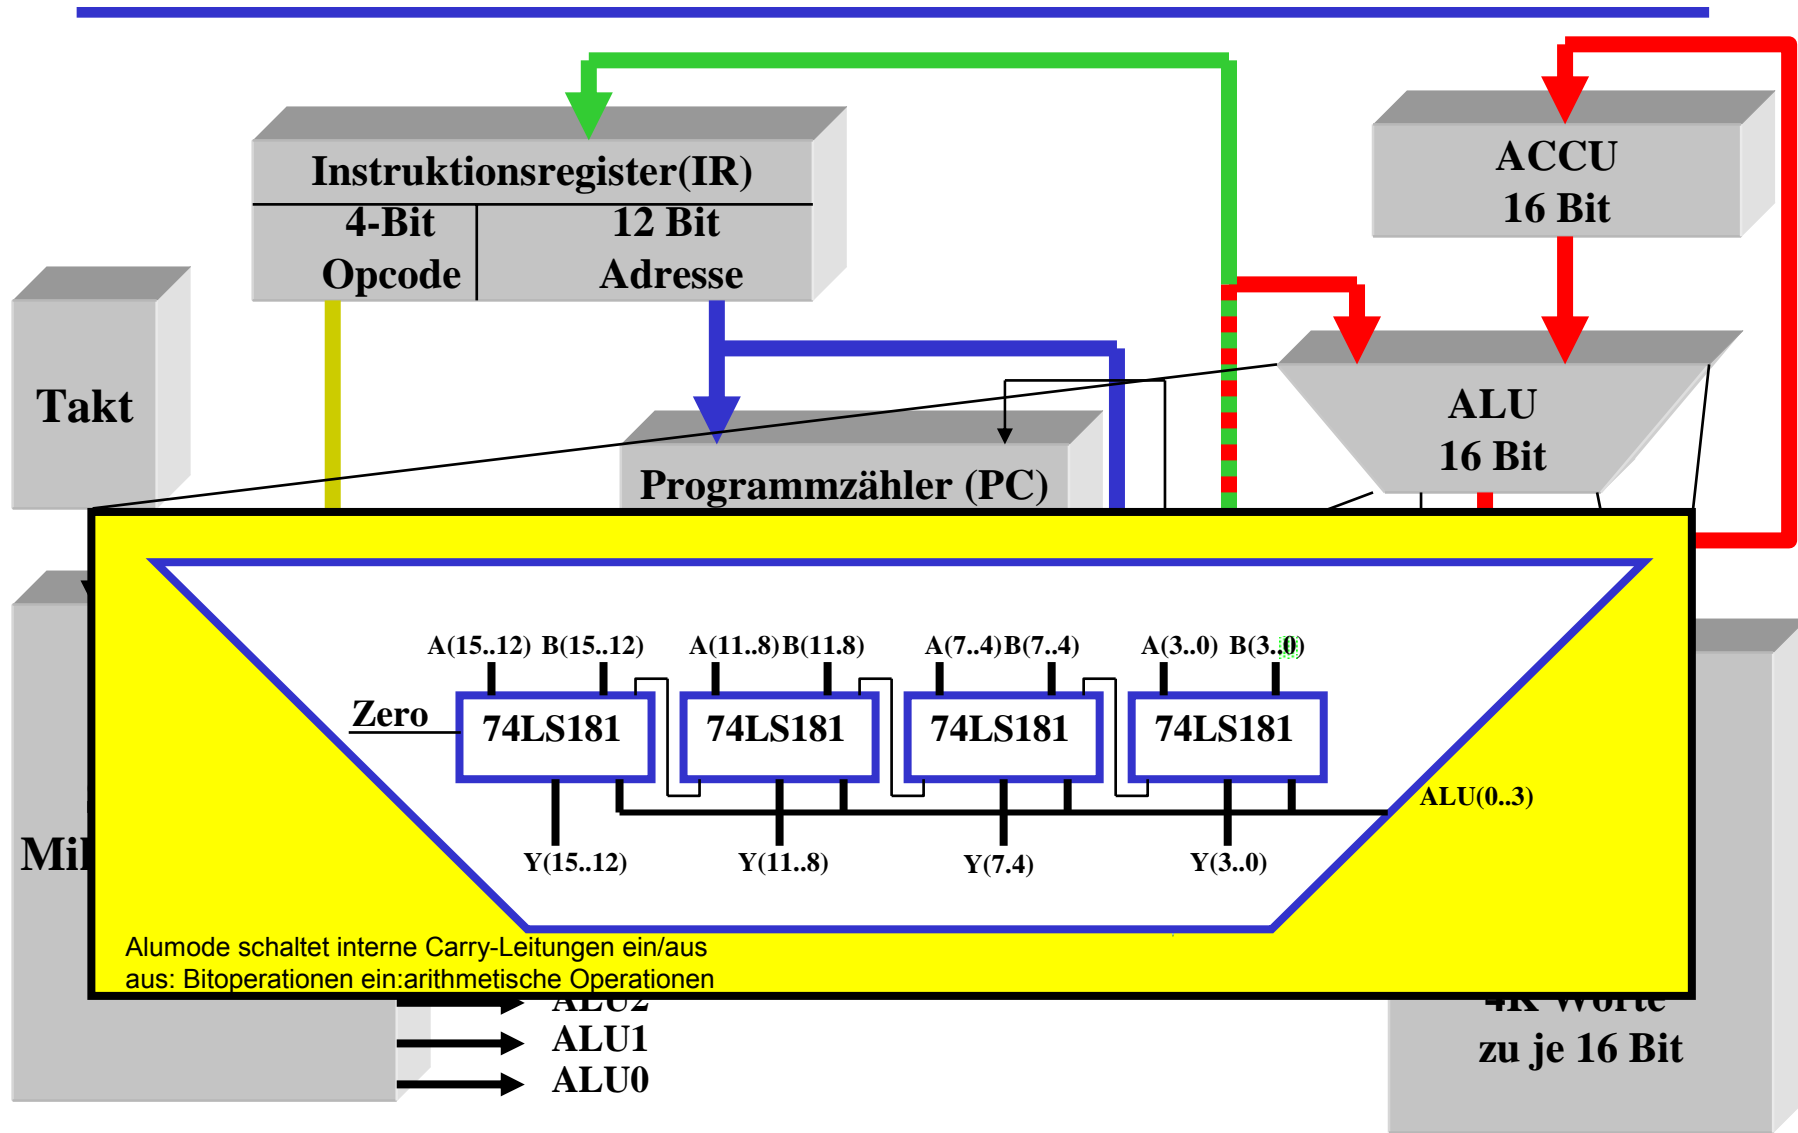 Instruktionsregister(IR)
4-Bit
Opcode
12 Bit
Adresse
ACCU
16 Bit
Takt
ALU
16 Bit
Programmzähler (PC)
A(15..12) B(15..12)
A(11..8)B(11.8)
A(7..4)B(7..4)
A(3..0) B(3..0)
Zero
74LS181
74LS181
74LS181
74LS181
ALU(0..3)
Y(15..12)
Y(11..8)
Y(7.4)
Y(3..0)
Alumode schaltet interne Carry-Leitungen ein/aus
aus: Bitoperationen ein:arithmetische Operationen
ALU2
ALU1
ALU0
4K Worte
zu je 16 Bit